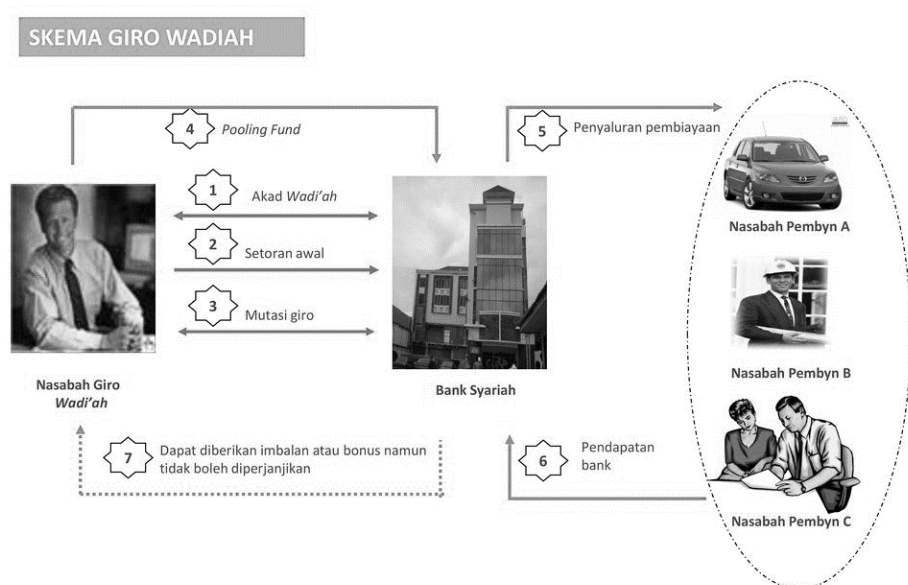 SKEMA GIRO WADIAH
4
Pooling Fund
5
Penyaluran pembiayaan
1
Akad Wadi'ah
2
Setoran awal
3
Mutasi giro
Nasabah Giro
Wadi'ah
Bank Syariah
Nasabah Pembyn A
Nasabah Pembyn B
Nasabah Pembyn C
7
Dapat diberikan imbalan atau bonus namun
tidak boleh diperjanjikan
6
Pendapatan
bank